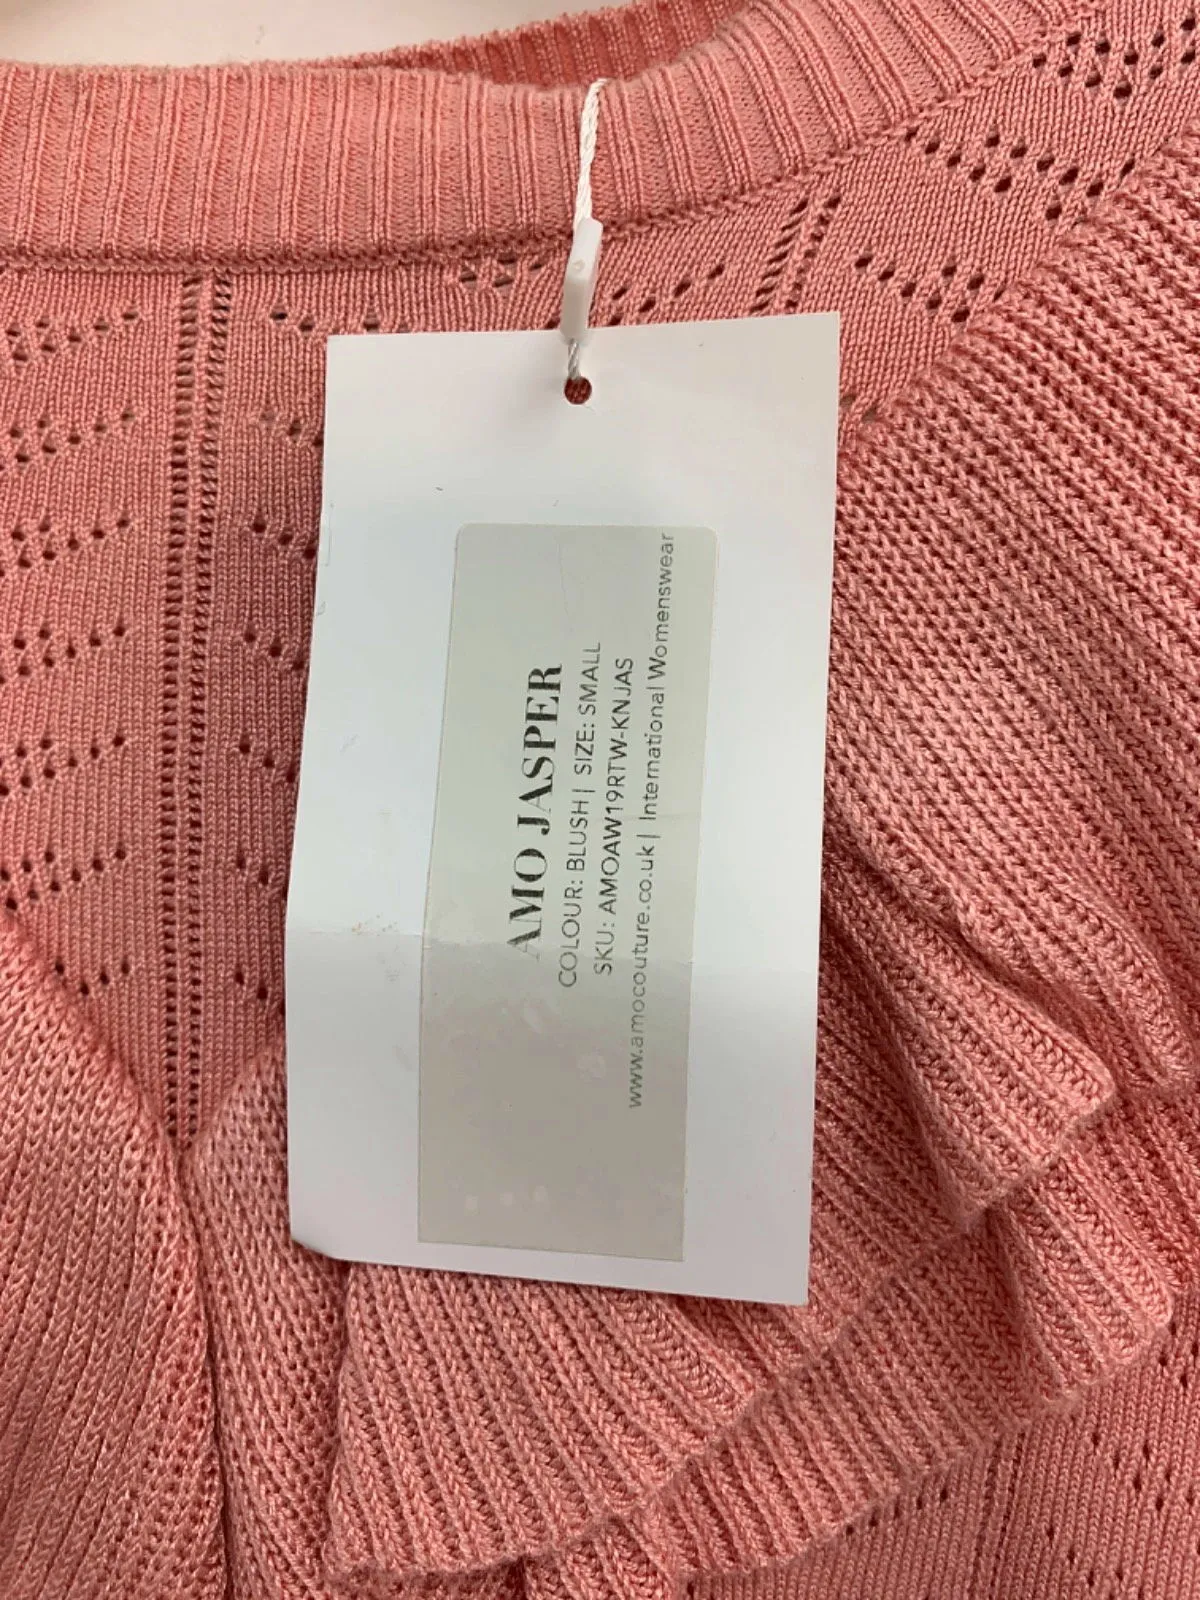 AMO JASPER
COLOUR: BLUSH | SIZE: SMALL
SKU: AMOAW19RTW-KNJAS
www.amocouture.co.uk | International Womenswear